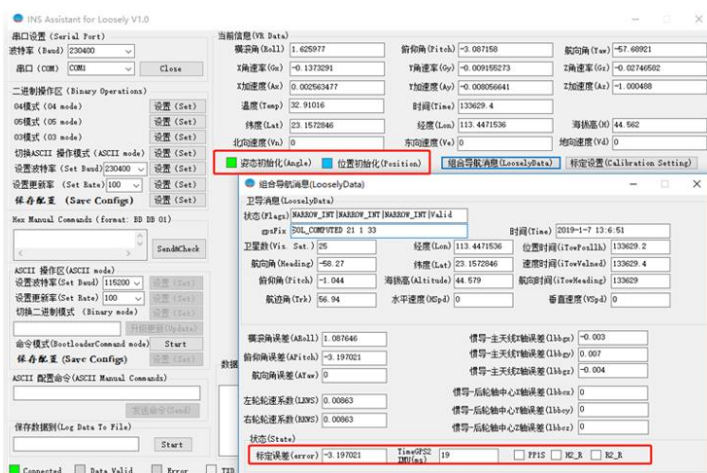 INS Assistant for Loosely V1.0
串口设置 (Serial Port)
波特率 (Baud) 230400
串口 (COM) COM1 Close
二进制操作区 (Binary Operations)
04模式 (04 mode) 设置 (Set)
05模式 (05 mode) 设置 (Set)
03模式 (03 mode) 设置 (Set)
切换ASCII 操作模式 (ASCII mode) 设置 (Set)
设置波特率 (Set Baud) 230400 设置 (Set)
设置更新率 (Set Rate) 100 设置 (Set)
保存配置 (Save Configs) 设置 (Set)
Hex Manual Commands (format: BD DB 01)
Send&Check
ASCII 操作区(ASCII mode)
设置波特率(Set Baud) 115200 设置 (Set)
设置更新率(Set Rate) 100 设置 (Set)
切换二进制模式 (Binary mode) 设置 (Set)
升级更新(Update)
命令模式(BootloaderCommand mode) Start
保存配置 (Save Configs) 设置 (Set)
ASCII 配置命令(ASCII Manual Commands)
发送命令(Send)
保存数据到(Log Data To File)
Start
Connected Data Valid Error TXD
当前信息(VR Data)
横滚角(Roll) 1.625977 俯仰角(Pitch) -3.087158 航向角(Yaw) -57.68921
X角速率(Gx) -0.1373291 Y角速率(Gy) -0.009155273 Z角速率(Gz) -0.02746582
X加速度(Ax) 0.002563477 Y加速度(Ay) -0.008056641 Z加速度(Az) -1.000488
温度(Temp) 32.91016 时间(Time) 133629.4
纬度(Lat) 23.1572846 经度(Lon) 113.4471536 海拔高(H) 44.562
北向速度(Vn) 0 东向速度(Ve) 0 地向速度(Vd) 0
姿态初始化(Angle) 位置初始化(Position) 组合导航消息(LooselyData) 标定设置(Calibration Setting)
数据
组合导航消息(LooselyData)
卫导消息(LooselyData)
状态(Flags) NARROW_INT|NARROW_INT|NARROW_INT|Valid
gpsFix SOL_COMPUTED 21 1 33 时间(Time) 2019-1-7 13:6:51
卫星数(Vis. Sat.) 25 经度(Lon) 113.4471536 位置时间(iTowPosllh) 133629.2
航向角(Heading) -58.27 纬度(Lat) 23.1572846 速度时间(iTowVelned) 133629.4
俯仰角(Pitch) -1.044 海拔高(Altitude) 44.579 航向时间(iTowHeading) 133629
航迹角(Trk) 56.94 水平速度(HSpd) 0 垂直速度(VSpd) 0
横滚误差(ARoll) 1.087646 惯导-主天线X轴误差(lbbgx) -0.003
俯仰角误差(APitch) -3.197021 惯导-主天线Y轴误差(lbbgy) 0.007
航向角误差(AYaw) 0 惯导-主天线Z轴误差(lbbgz) -0.004
左轮轮速系数(LKWS) 0.00863 惯导-后轮轴中心X轴误差(lbbcx) 0
右轮轮速系数(RKWS) 0.00863 惯导-后轮轴中心Y轴误差(lbbcy) 0
惯导-后轮轴中心Z轴误差(lbbcz) 0
状态(State)
标定误差(error) -3.197021 TimeGPS2 IMU(ms) 19 PP1S M2_R R2_R